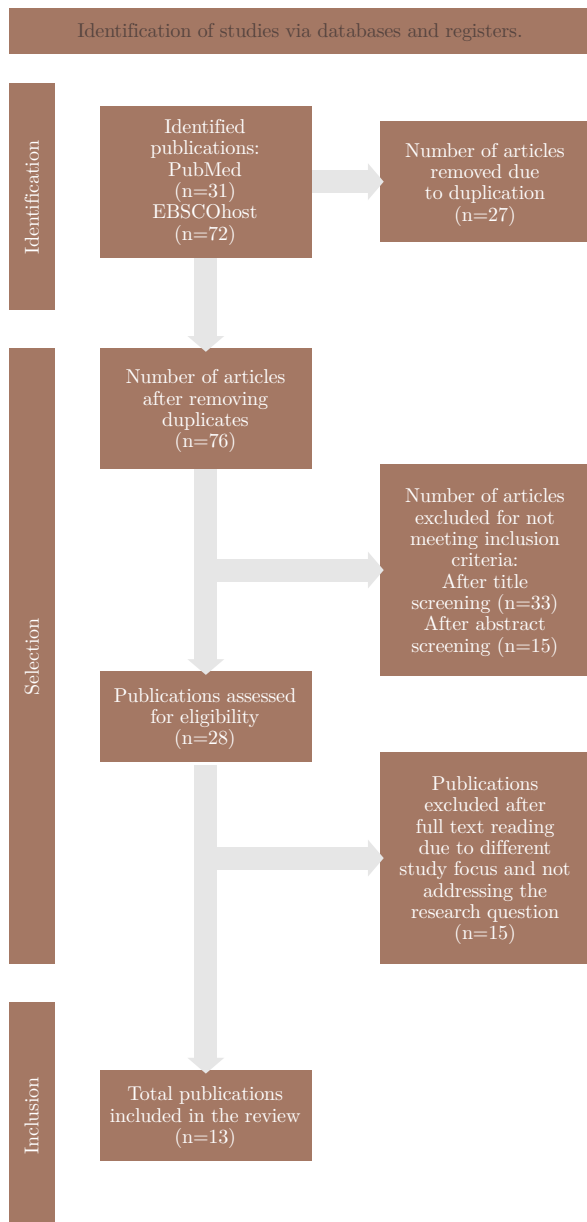 Identification of studies via databases and registers.
Identification
Identified
publications:
PubMed
(n=31)
EBSCOhost
(n=72)
Number of articles
removed due
to duplication
(n=27)
Selection
Number of articles
after removing
duplicates
(n=76)
Number of articles
excluded for not
meeting inclusion
criteria:
After title
screening (n=33)
After abstract
screening (n=15)
Publications assessed
for eligibility
(n=28)
Publications
excluded after
full text reading
due to different
study focus and not
addressing the
research question
(n=15)
Inclusion
Total publications
included in the review
(n=13)